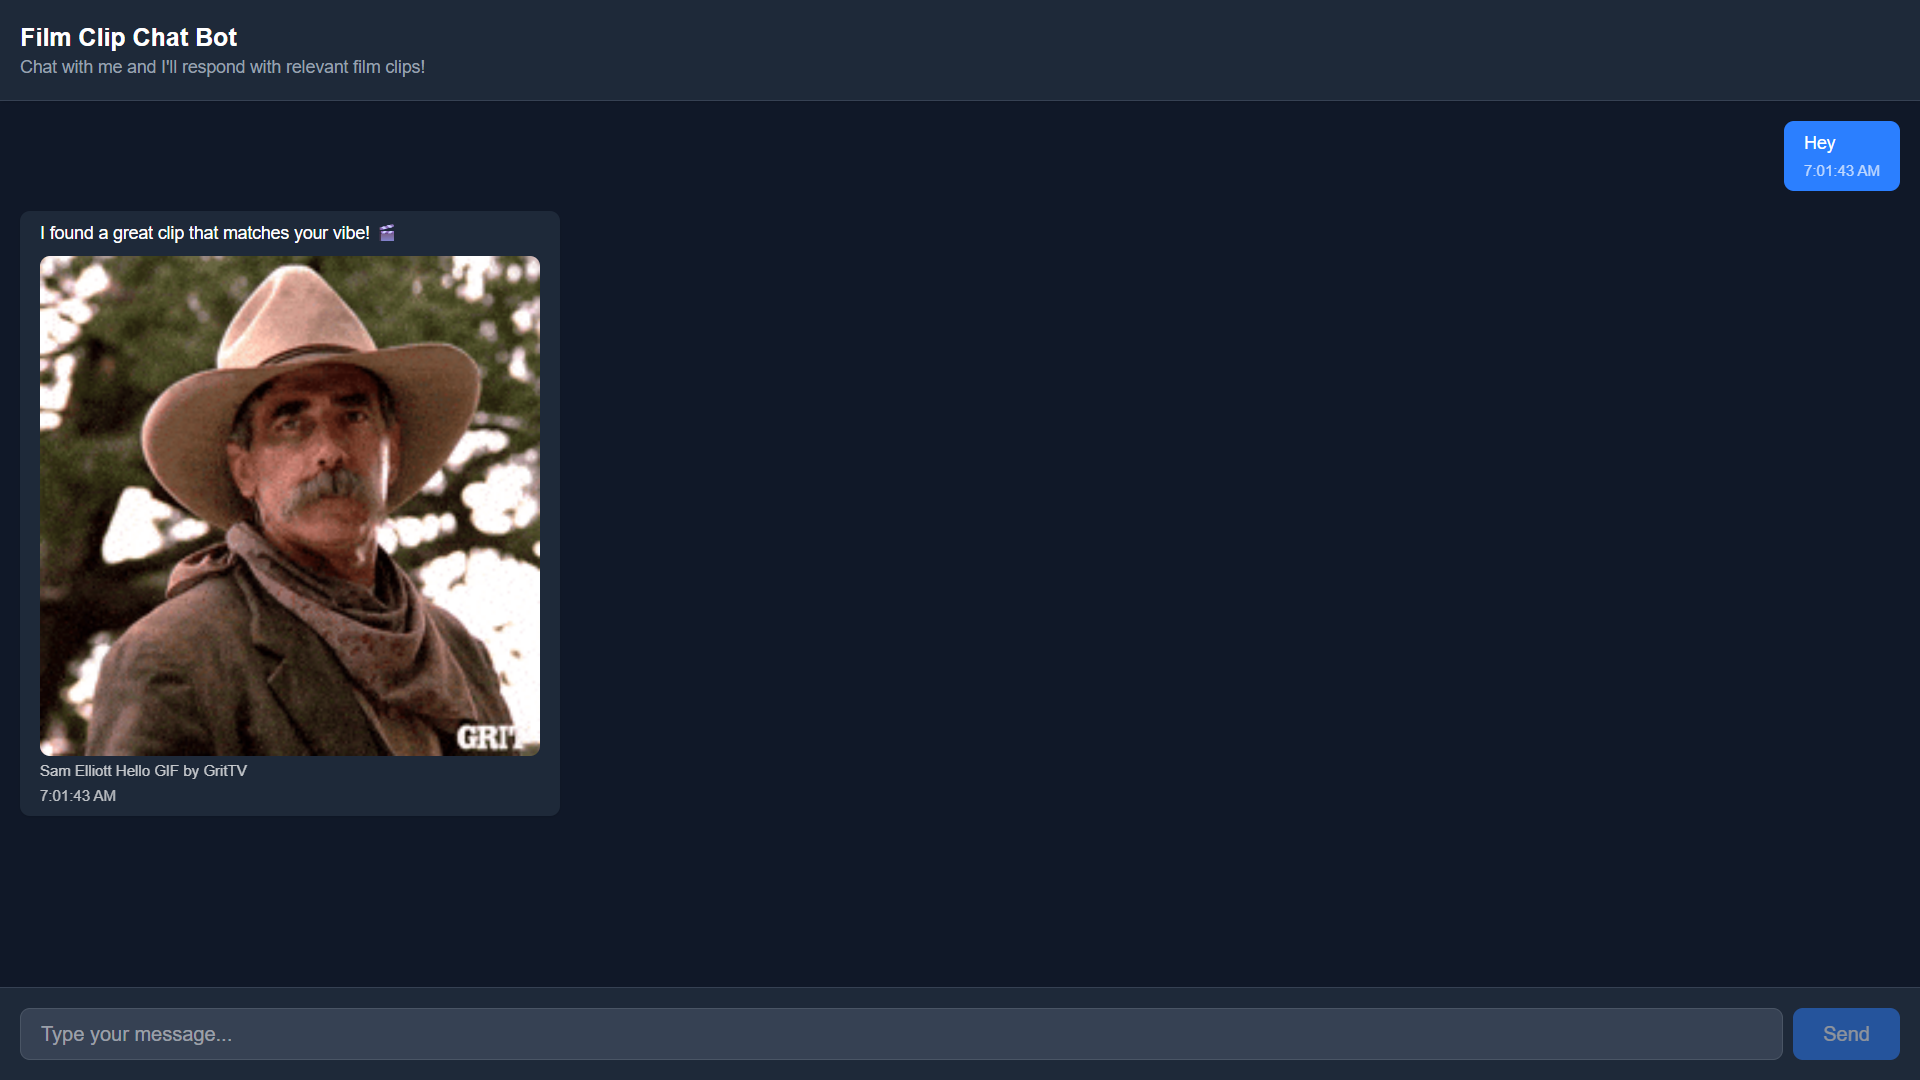 Film Clip Chat Bot
Chat with me and I'll respond with relevant film clips!
Hey
7:01:43 AM
I found a great clip that matches your vibe! 🎬
GRIT
Sam Elliott Hello GIF by GritTV
7:01:43 AM
Type your message...
Send